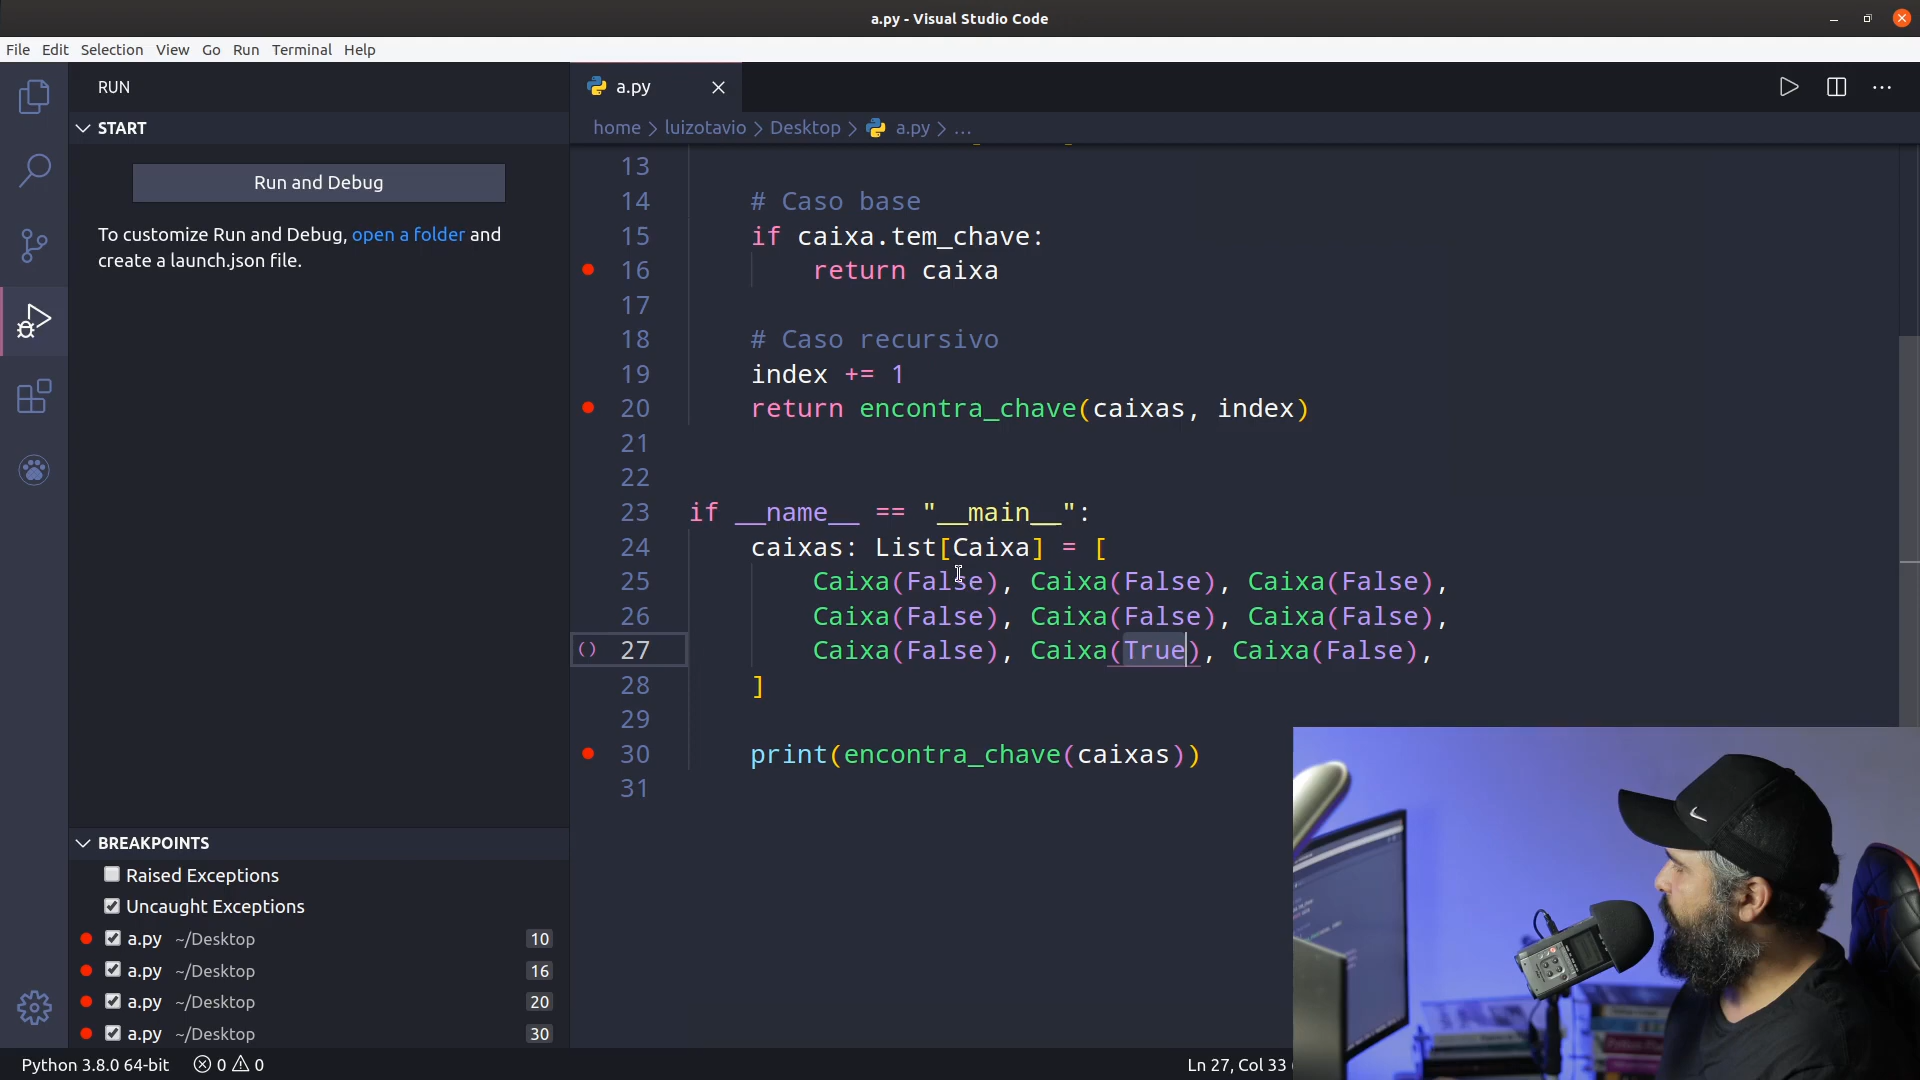 a.py - Visual Studio Code
File Edit Selection View Go Run Terminal Help
RUN
START
Run and Debug
To customize Run and Debug, open a folder and
create a launch.json file.
BREAKPOINTS
Raised Exceptions
Uncaught Exceptions
a.py ~/Desktop 10
a.py ~/Desktop 16
a.py ~/Desktop 20
a.py ~/Desktop 30
a.py
home > luizotavio > Desktop > a.py > ...
13
14 # Caso base
15 if caixa.tem_chave:
16 return caixa
17
18 # Caso recursivo
19 index += 1
20 return encontra_chave(caixas, index)
21
22
23 if __name__ == "__main__":
24 caixas: List[Caixa] = [
25 Caixa(False), Caixa(False), Caixa(False),
26 Caixa(False), Caixa(False), Caixa(False),
27 Caixa(False), Caixa(True), Caixa(False),
28 ]
29
30 print(encontra_chave(caixas))
31
Python 3.8.0 64-bit 0 0 Ln 27, Col 33